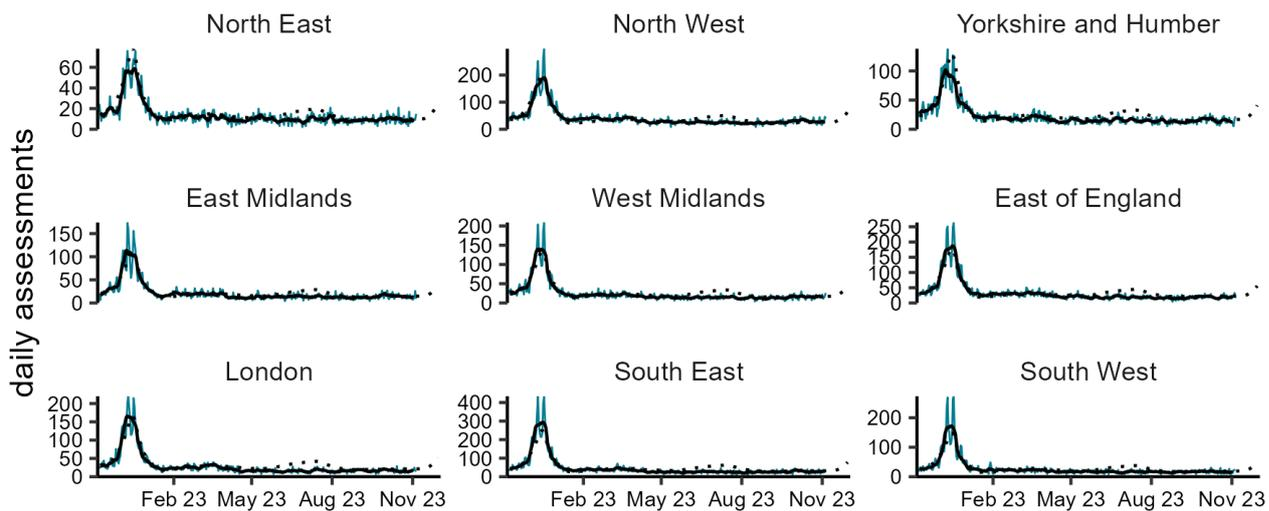 North East
North West
Yorkshire and Humber
60
40
20
0
200
100
0
100
50
0
daily assessments
East Midlands
West Midlands
East of England
150
100
50
0
200
150
100
50
0
250
200
150
100
50
0
London
South East
South West
200
150
100
50
0
400
300
200
100
0
200
100
0
Feb 23 May 23 Aug 23 Nov 23
Feb 23 May 23 Aug 23 Nov 23
Feb 23 May 23 Aug 23 Nov 23